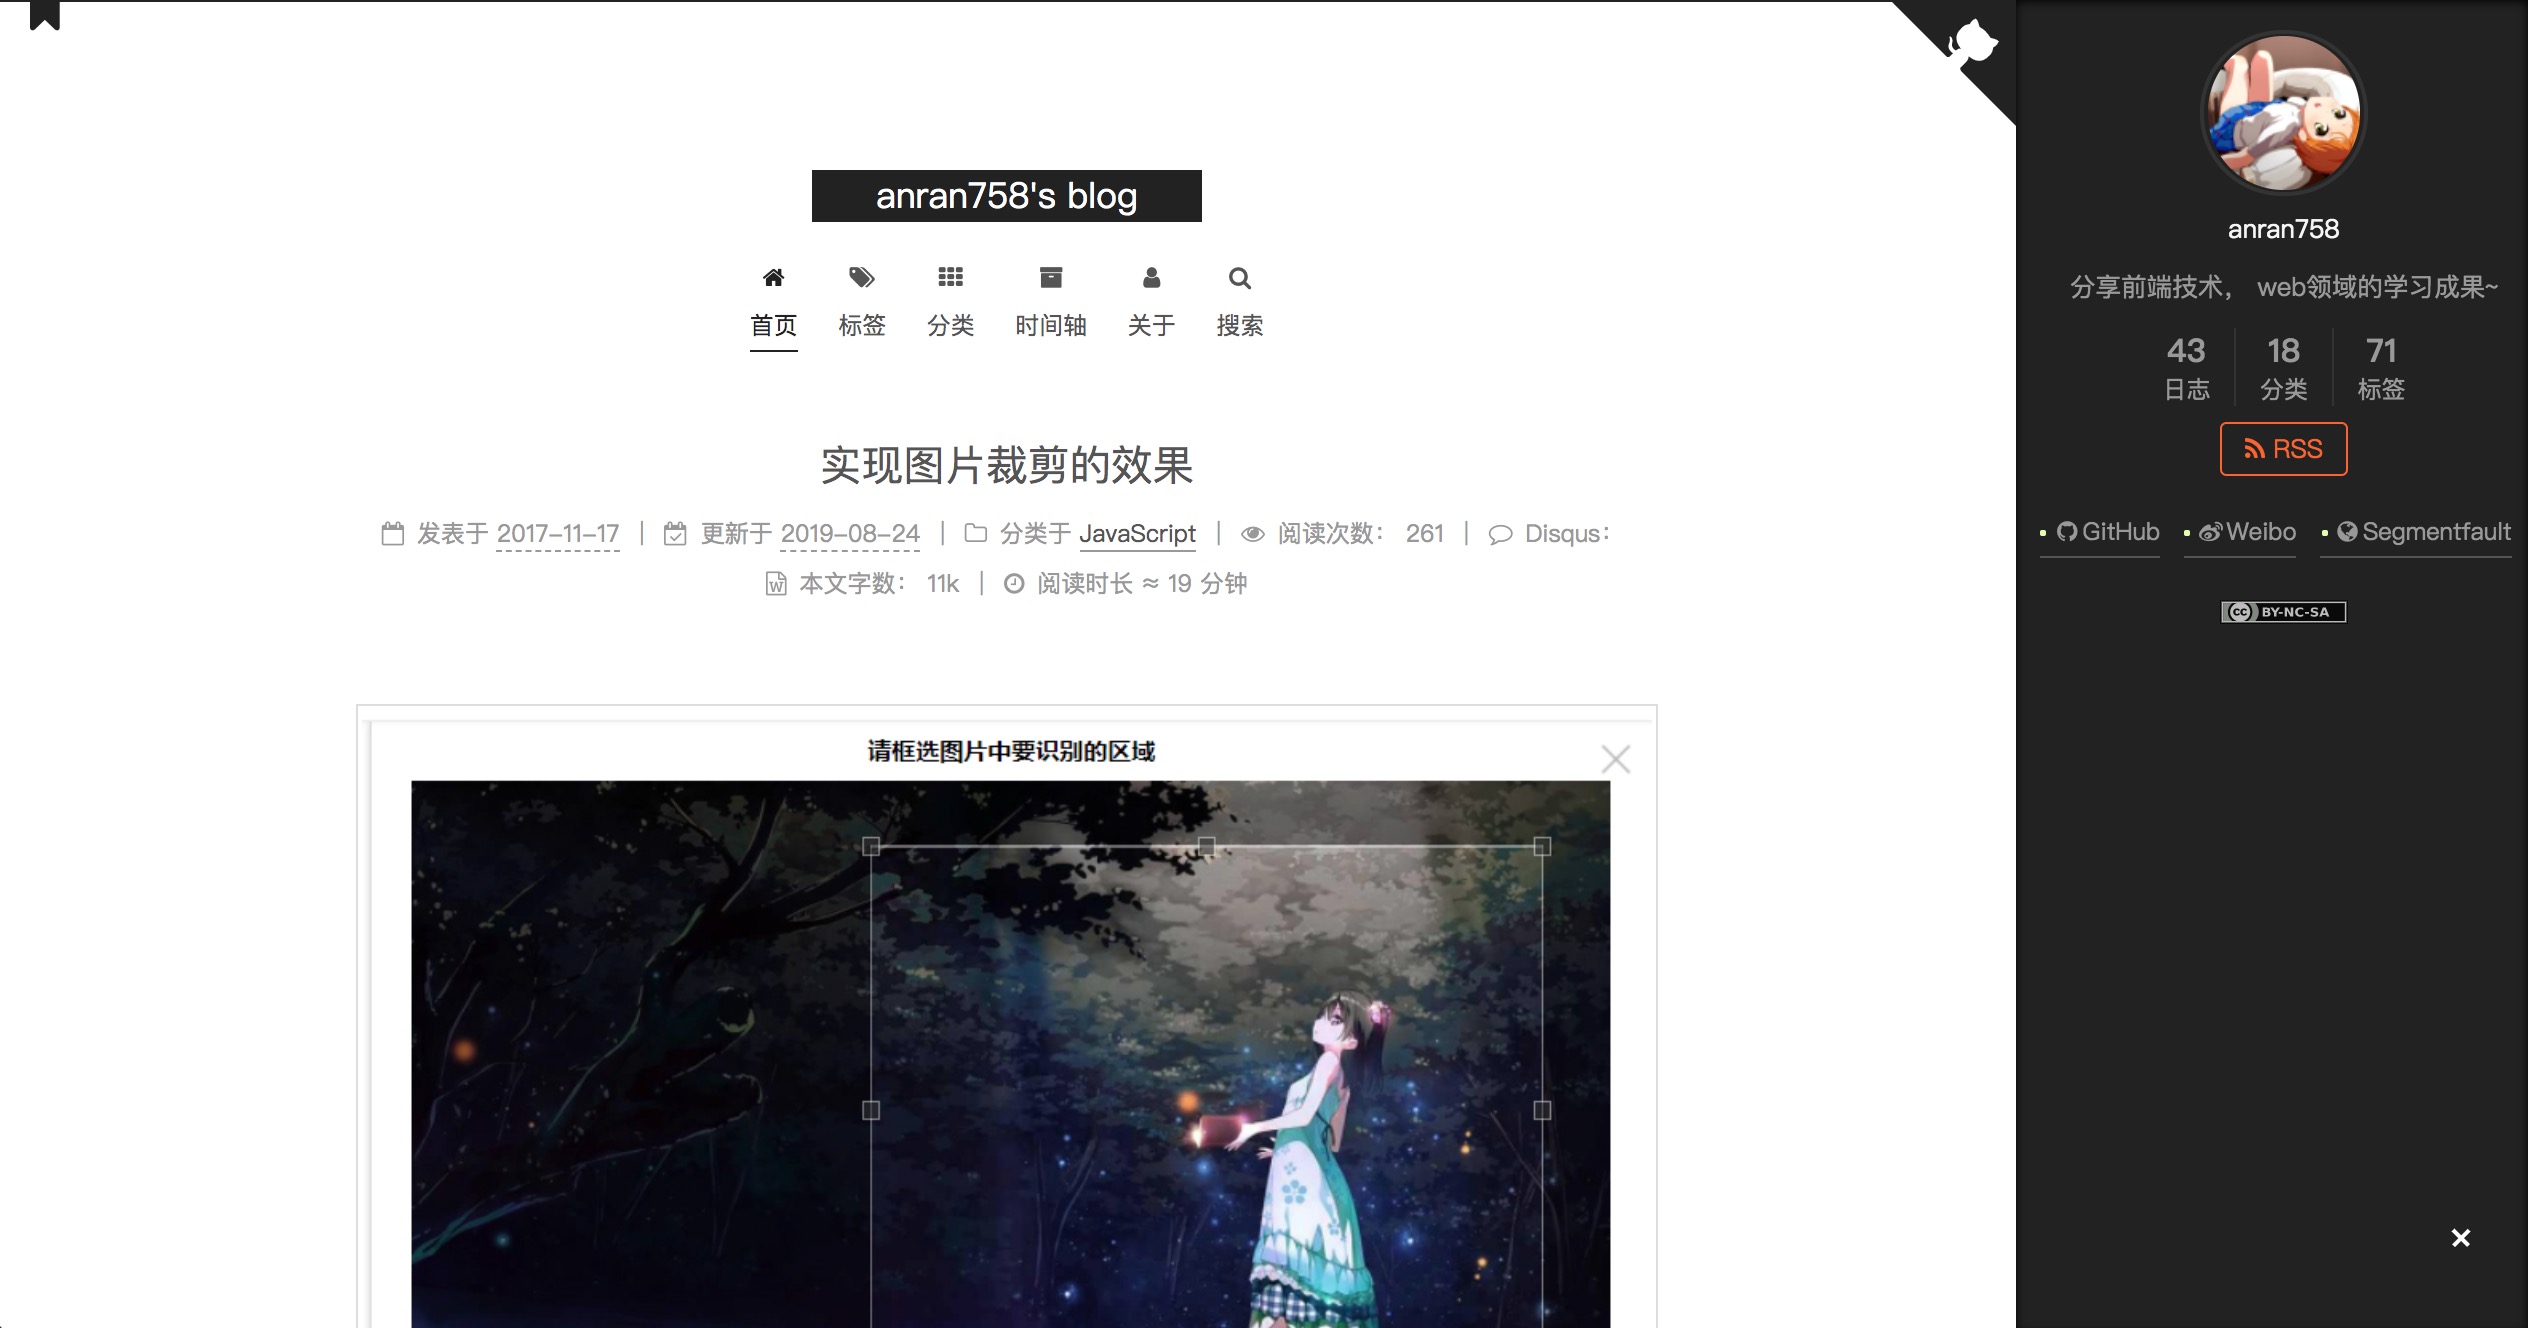 anran758's blog
首页 标签 分类 时间轴 关于 搜索
实现图片裁剪的效果
发表于 2017-11-17 | 更新于 2019-08-24 | 分类于 JavaScript | 阅读次数： 261 | Disqus：
本文字数： 11k | 阅读时长 ≈ 19 分钟
请框选图片中要识别的区域
anran758
分享前端技术， web领域的学习成果~
43 18 71
日志 分类 标签
RSS
GitHub Weibo Segmentfault
cc BY-NC-SA